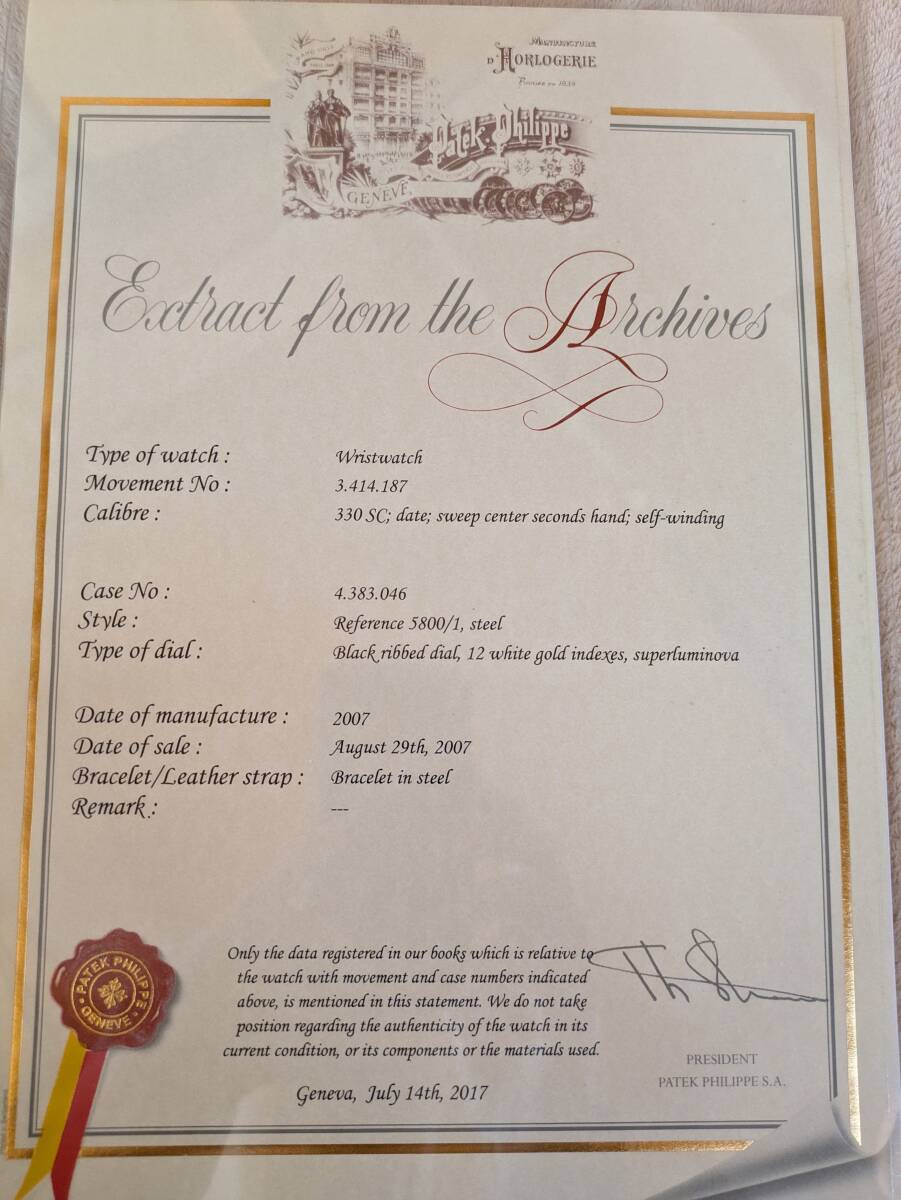 MANUFACTURE
D'HORLOGERIE
FONDÉE EN 1839
Patek Philippe
GENÈVE
Extract from the Archives
Type of watch : Wristwatch
Movement No : 3.414.187
Calibre : 330 SC; date; sweep center seconds hand; self-winding
Case No : 4.383.046
Style : Reference 5800/1, steel
Type of dial : Black ribbed dial, 12 white gold indexes, superluminova
Date of manufacture : 2007
Date of sale : August 29th, 2007
Bracelet/Leather strap : Bracelet in steel
Remark : ---
Only the data registered in our books which is relative to
the watch with movement and case numbers indicated
above, is mentioned in this statement. We do not take
position regarding the authenticity of the watch in its
current condition, or its components or the materials used.
Geneva, July 14th, 2017
PATEK PHILIPPE
GENEVE
PRESIDENT
PATEK PHILIPPE S.A.